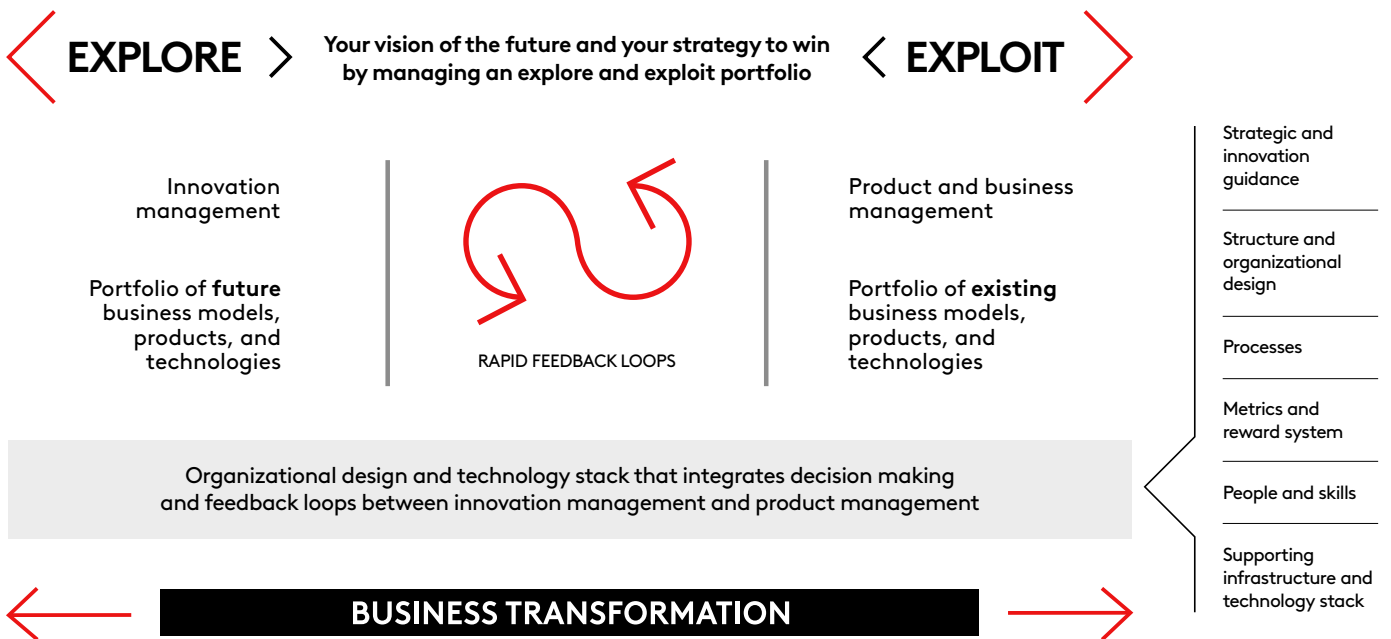 EXPLORE
Your vision of the future and your strategy to win
by managing an explore and exploit portfolio
EXPLOIT
Innovation
management
Portfolio of future
business models,
products, and
technologies
RAPID FEEDBACK LOOPS
Product and business
management
Portfolio of existing
business models,
products, and
technologies
Organizational design and technology stack that integrates decision making
and feedback loops between innovation management and product management
BUSINESS TRANSFORMATION
Strategic and
innovation
guidance
Structure and
organizational
design
Processes
Metrics and
reward system
People and skills
Supporting
infrastructure and
technology stack